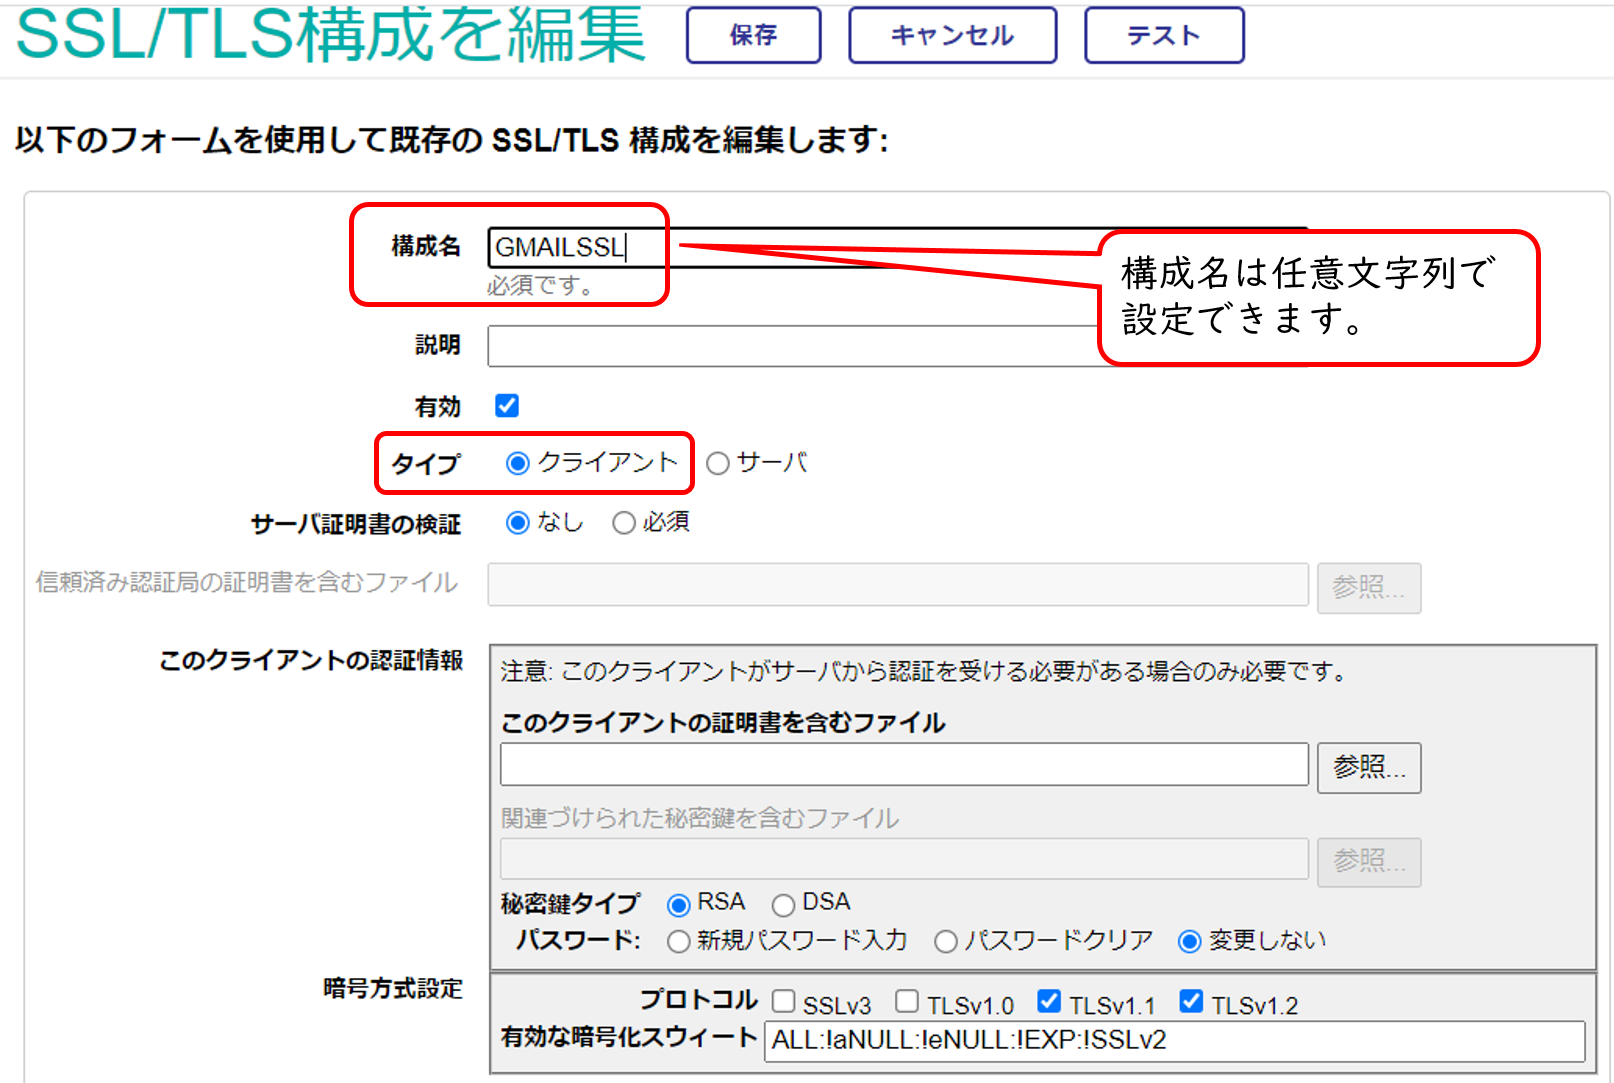 SSL/TLS構成を編集 保存 キャンセル テスト
以下のフォームを使用して既存の SSL/TLS 構成を編集します:
構成名 GMAILSSL
必須です。
構成名は任意文字列で
設定できます。
説明
有効
タイプ クライアント サーバ
サーバ証明書の検証 なし 必須
信頼済み認証局の証明書を含むファイル 参照...
このクライアントの認証情報 注意: このクライアントがサーバから認証を受ける必要がある場合のみ必要です。
このクライアントの証明書を含むファイル
参照...
関連づけられた秘密鍵を含むファイル
参照...
秘密鍵タイプ RSA DSA
パスワード: 新規パスワード入力 パスワードクリア 変更しない
暗号方式設定 プロトコル SSLv3 TLSv1.0 TLSv1.1 TLSv1.2
有効な暗号化スウィート ALL:!aNULL:!eNULL:!EXP:!SSLv2